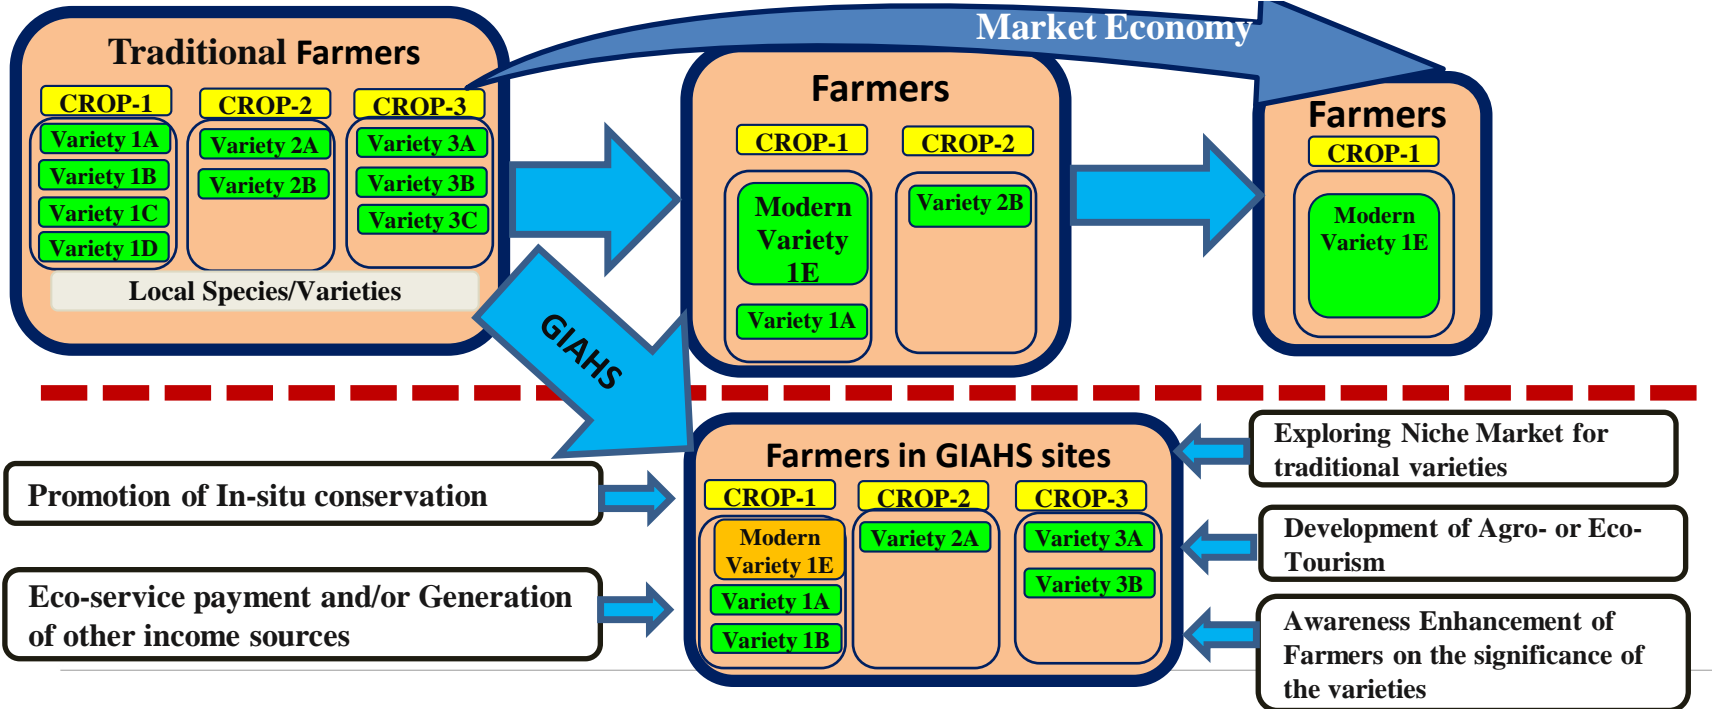 Market Economy
Traditional Farmers
CROP-1
Variety 1A
Variety 1B
Variety 1C
Variety 1D
CROP-2
Variety 2A
Variety 2B
CROP-3
Variety 3A
Variety 3B
Variety 3C
Local Species/Varieties
Farmers
CROP-1
Modern
Variety
1E
Variety 1A
CROP-2
Variety 2B
Farmers
CROP-1
Modern
Variety 1E
GIAHS
Promotion of In-situ conservation
Eco-service payment and/or Generation
of other income sources
Farmers in GIAHS sites
CROP-1
Modern
Variety 1E
Variety 1A
Variety 1B
CROP-2
Variety 2A
CROP-3
Variety 3A
Variety 3B
Exploring Niche Market for
traditional varieties
Development of Agro- or Eco-
Tourism
Awareness Enhancement of
Farmers on the significance of
the varieties